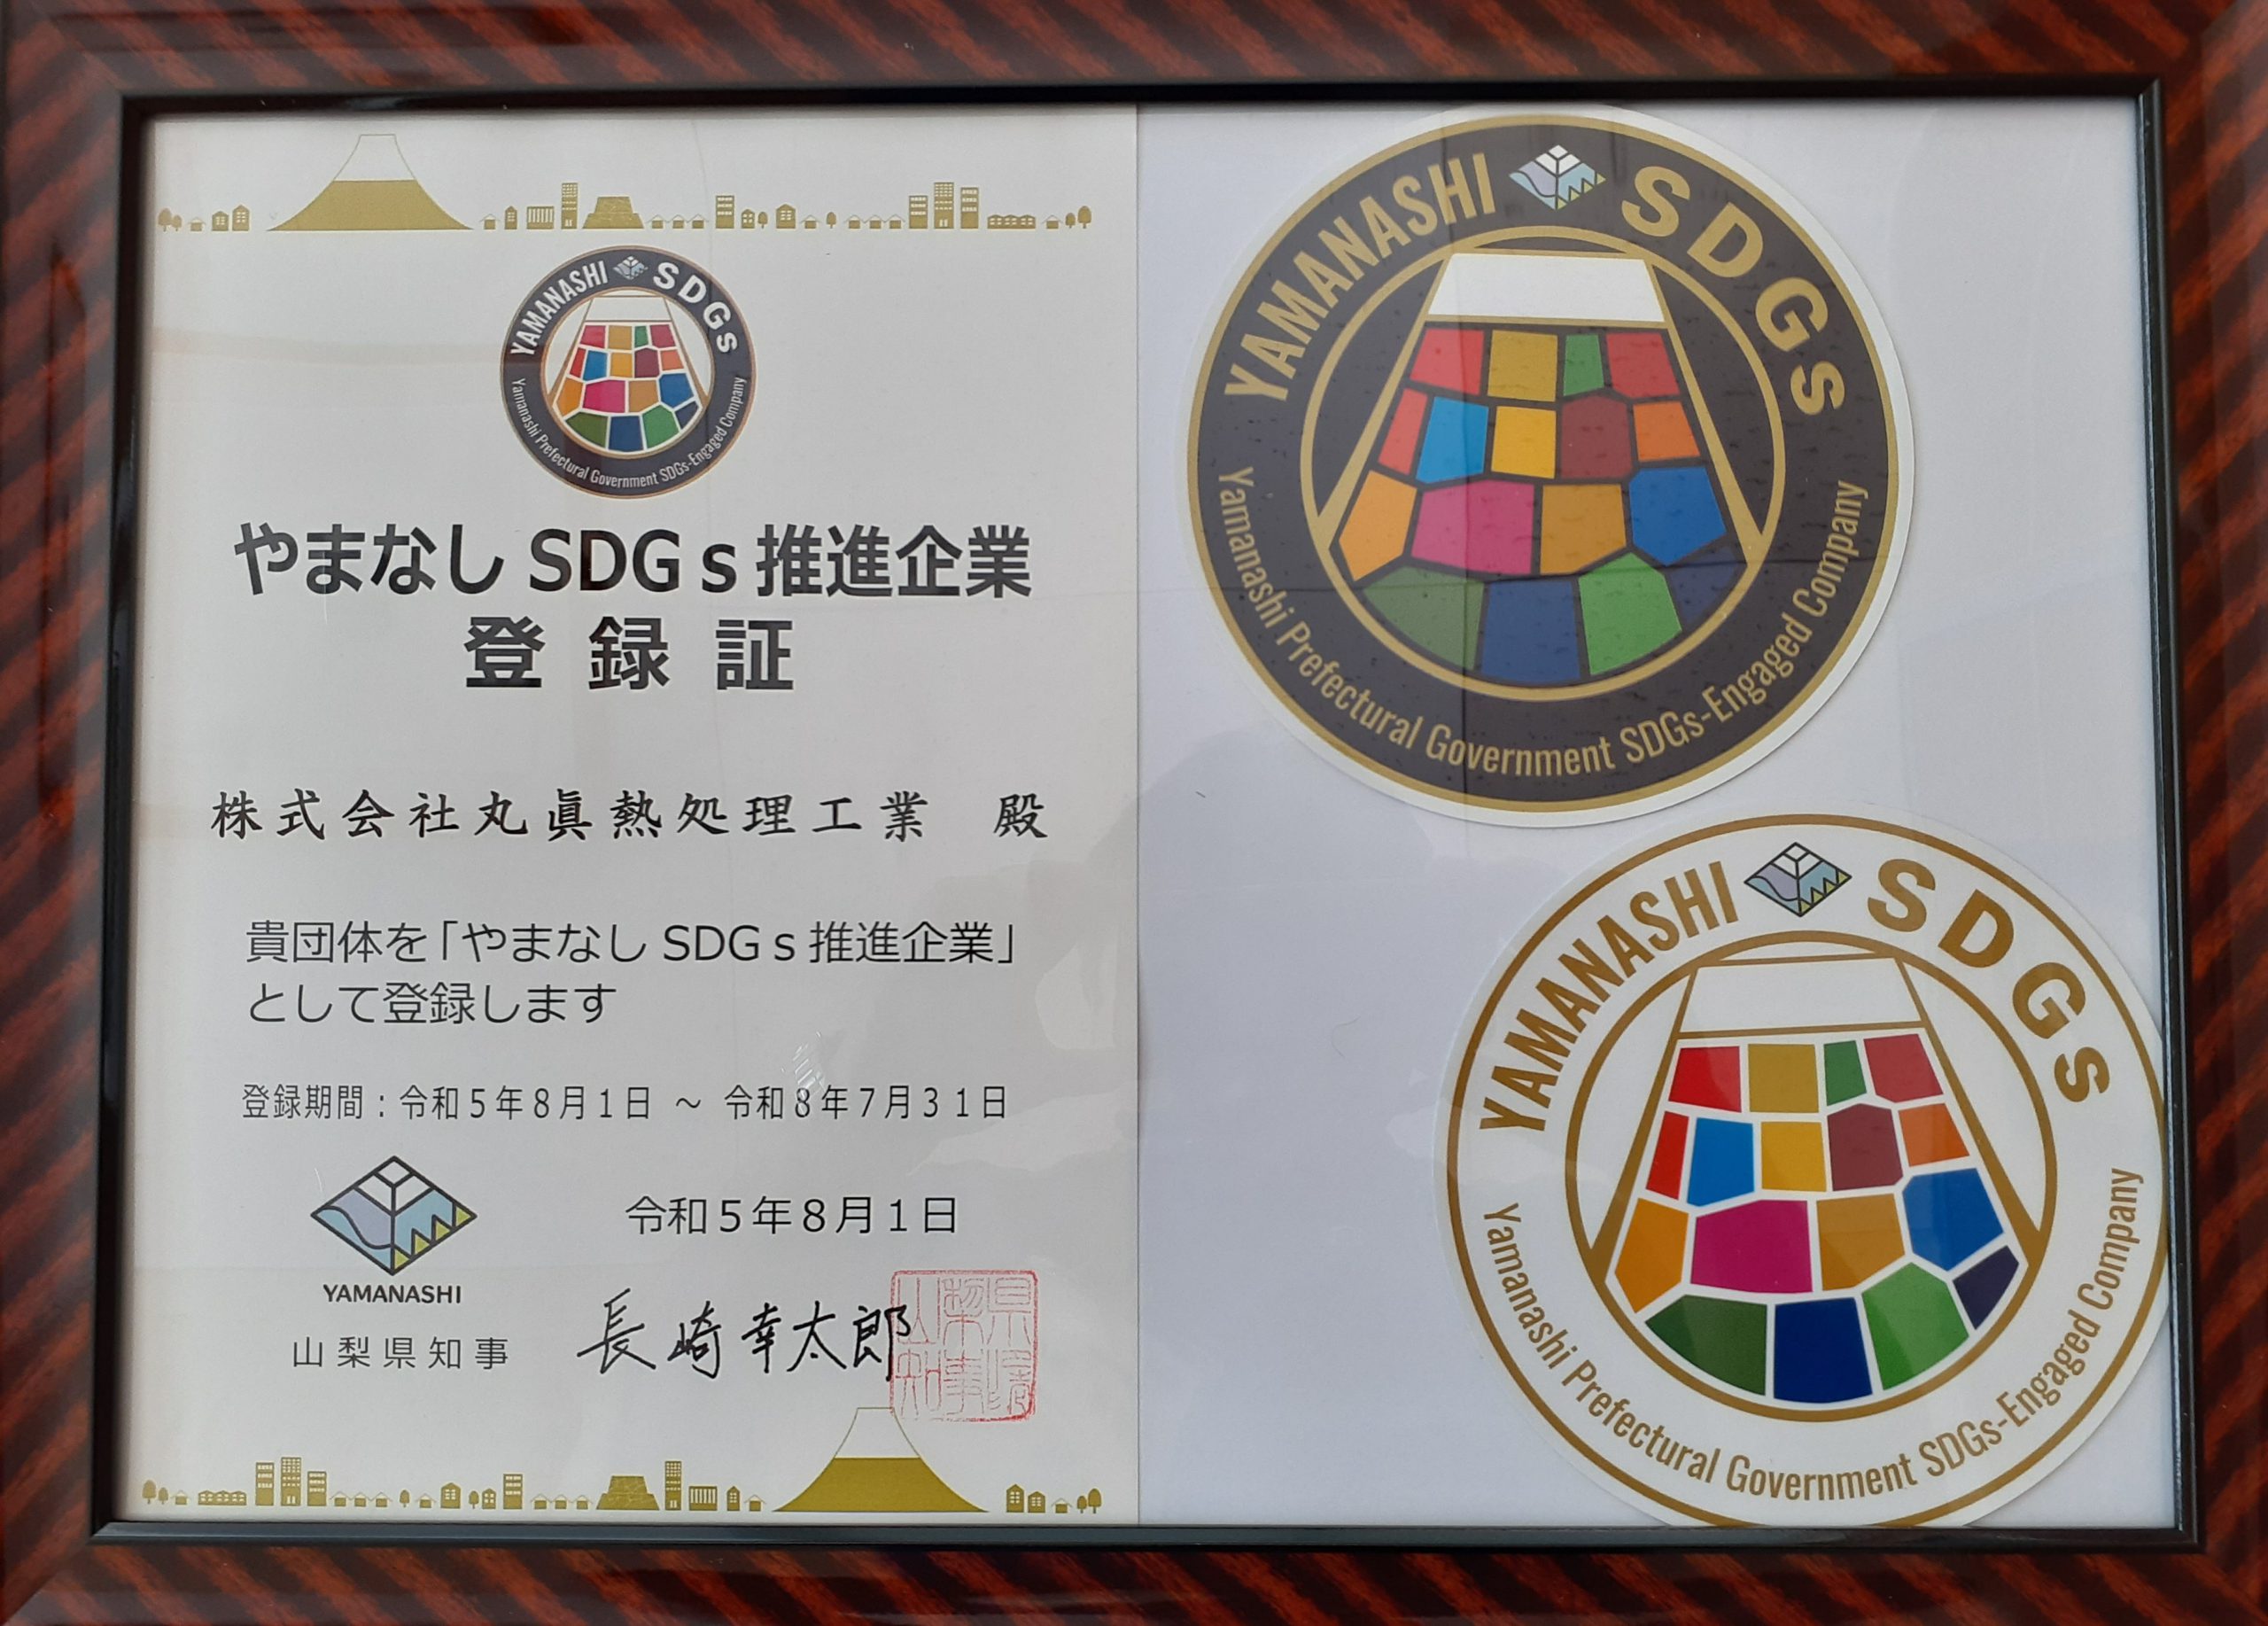 YAMANASHI SDGs
Yamanashi Prefectural Government SDGs-Engaged Company
やまなしSDGs推進企業
登録証
株式会社丸眞熱処理工業　殿
貴団体を「やまなしSDGs推進企業」
として登録します
登録期間：令和5年8月1日 ～ 令和8年7月31日
令和5年8月1日
YAMANASHI
山梨県知事
長崎幸太郎
YAMANASHI SDGs
Yamanashi Prefectural Government SDGs-Engaged Company
YAMANASHI SDGs
Yamanashi Prefectural Government SDGs-Engaged Company